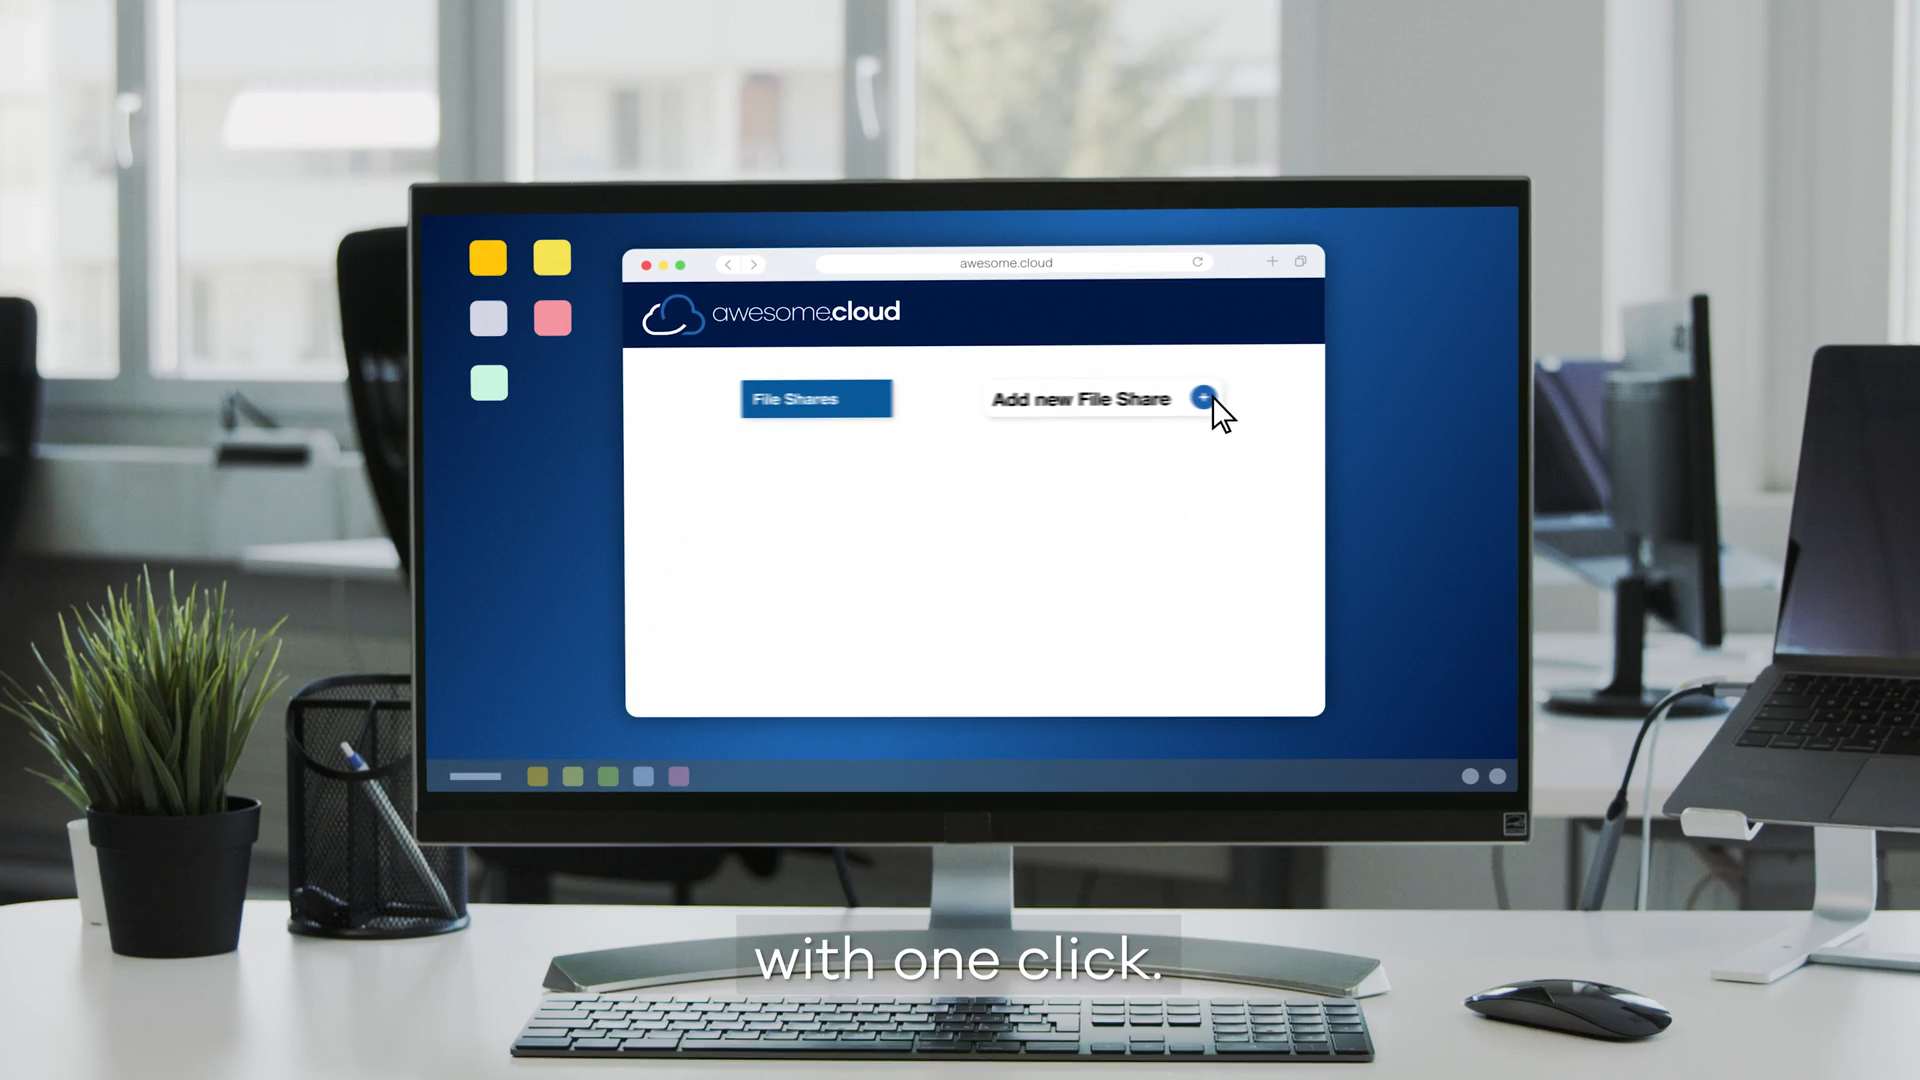 awesome.cloud
awesome.cloud
File Shares
Add new File Share
with one click.